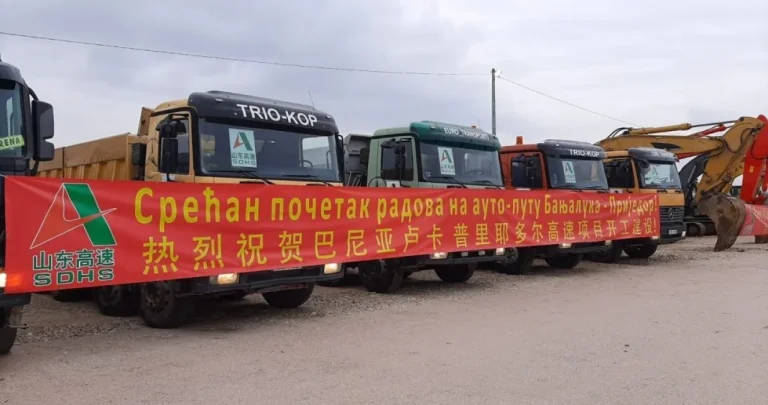 TRIO-KOP
EURO TRANSPORT
TRIO-KOP
Срећан почетак радова на ауто-путу Бањалука - Приједор!
热烈祝贺巴尼亚卢卡普里耶多尔高速项目开工建设!
山东高速
SDHS